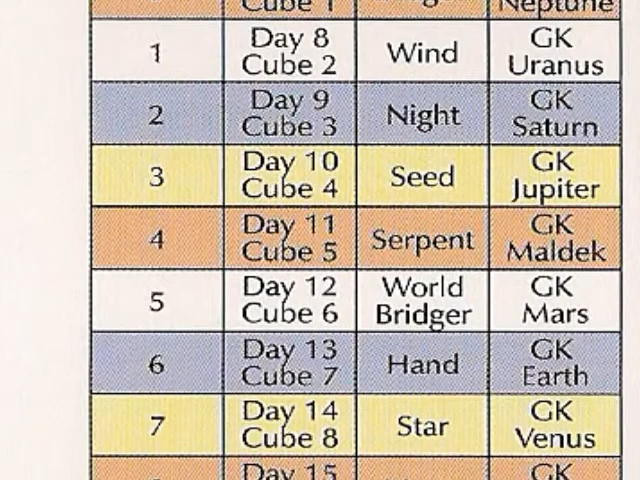 Cube 1 Neptune
1 Day 8 Cube 2 Wind GK Uranus
2 Day 9 Cube 3 Night GK Saturn
3 Day 10 Cube 4 Seed GK Jupiter
4 Day 11 Cube 5 Serpent GK Maldek
5 Day 12 Cube 6 World Bridger GK Mars
6 Day 13 Cube 7 Hand GK Earth
7 Day 14 Cube 8 Star GK Venus
Day 15 GK